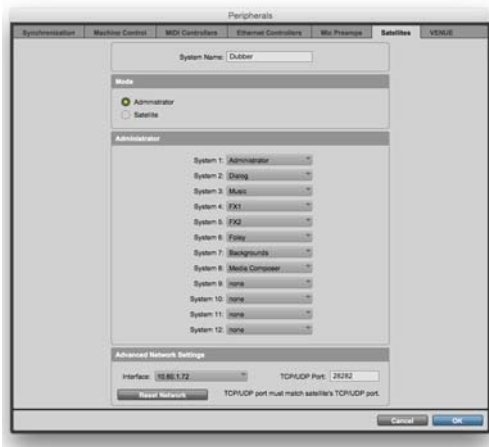 Peripherals
Synchronization Machine Control MIDI Controllers Ethernet Controllers Mic Preamps Satellites VENUE
System Name: Dubber
Mode
Administrator
Satellite
Administrator
System 1: Administrator
System 2: Dialog
System 3: Music
System 4: FX1
System 5: FX2
System 6: Foley
System 7: Backgrounds
System 8: Media Composer
System 9: none
System 10: none
System 11: none
System 12: none
Advanced Network Settings
Interface: 10.60.1.72 TCP/UDP Port: 28282
Reset Network TCP/UDP port must match satellite's TCP/UDP port.
Cancel OK